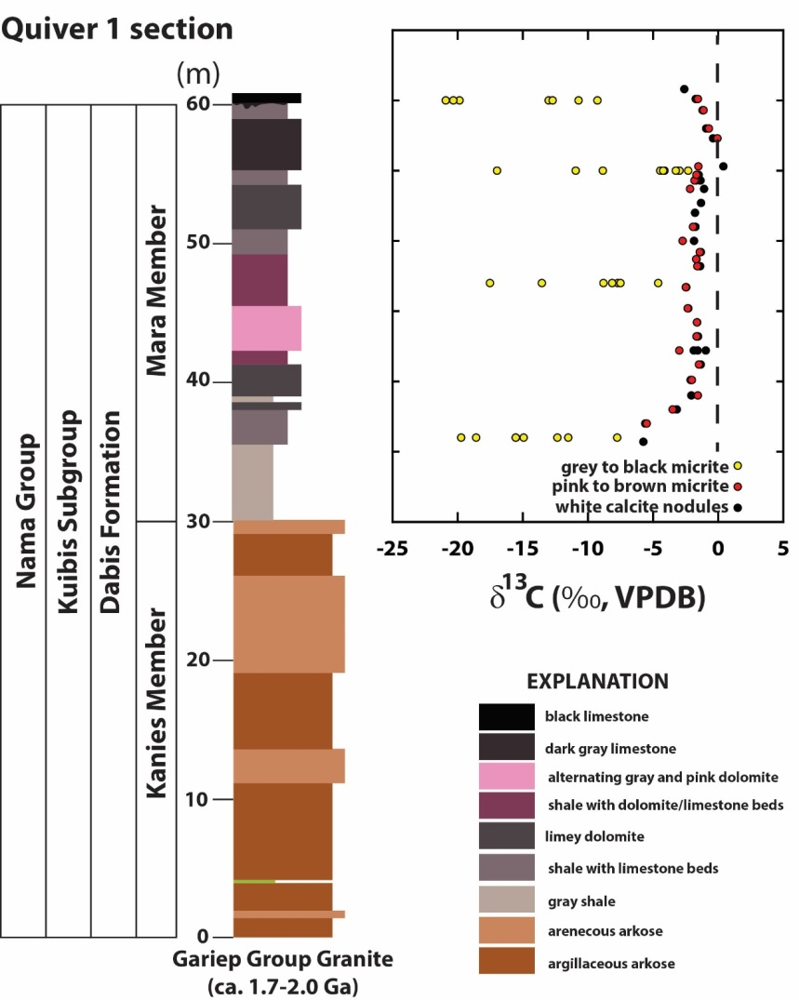 Quiver 1 section
(m)
60
50
40
30
20
10
0
Nama Group
Kuibis Subgroup
Dabis Formation
Mara Member
Kanies Member
Gariep Group Granite
(ca. 1.7-2.0 Ga)
grey to black micrite
pink to brown micrite
white calcite nodules
-25 -20 -15 -10 -5 0 5
δ13C (‰, VPDB)
EXPLANATION
black limestone
dark gray limestone
alternating gray and pink dolomite
shale with dolomite/limestone beds
limey dolomite
shale with limestone beds
gray shale
arenecous arkose
argillaceous arkose